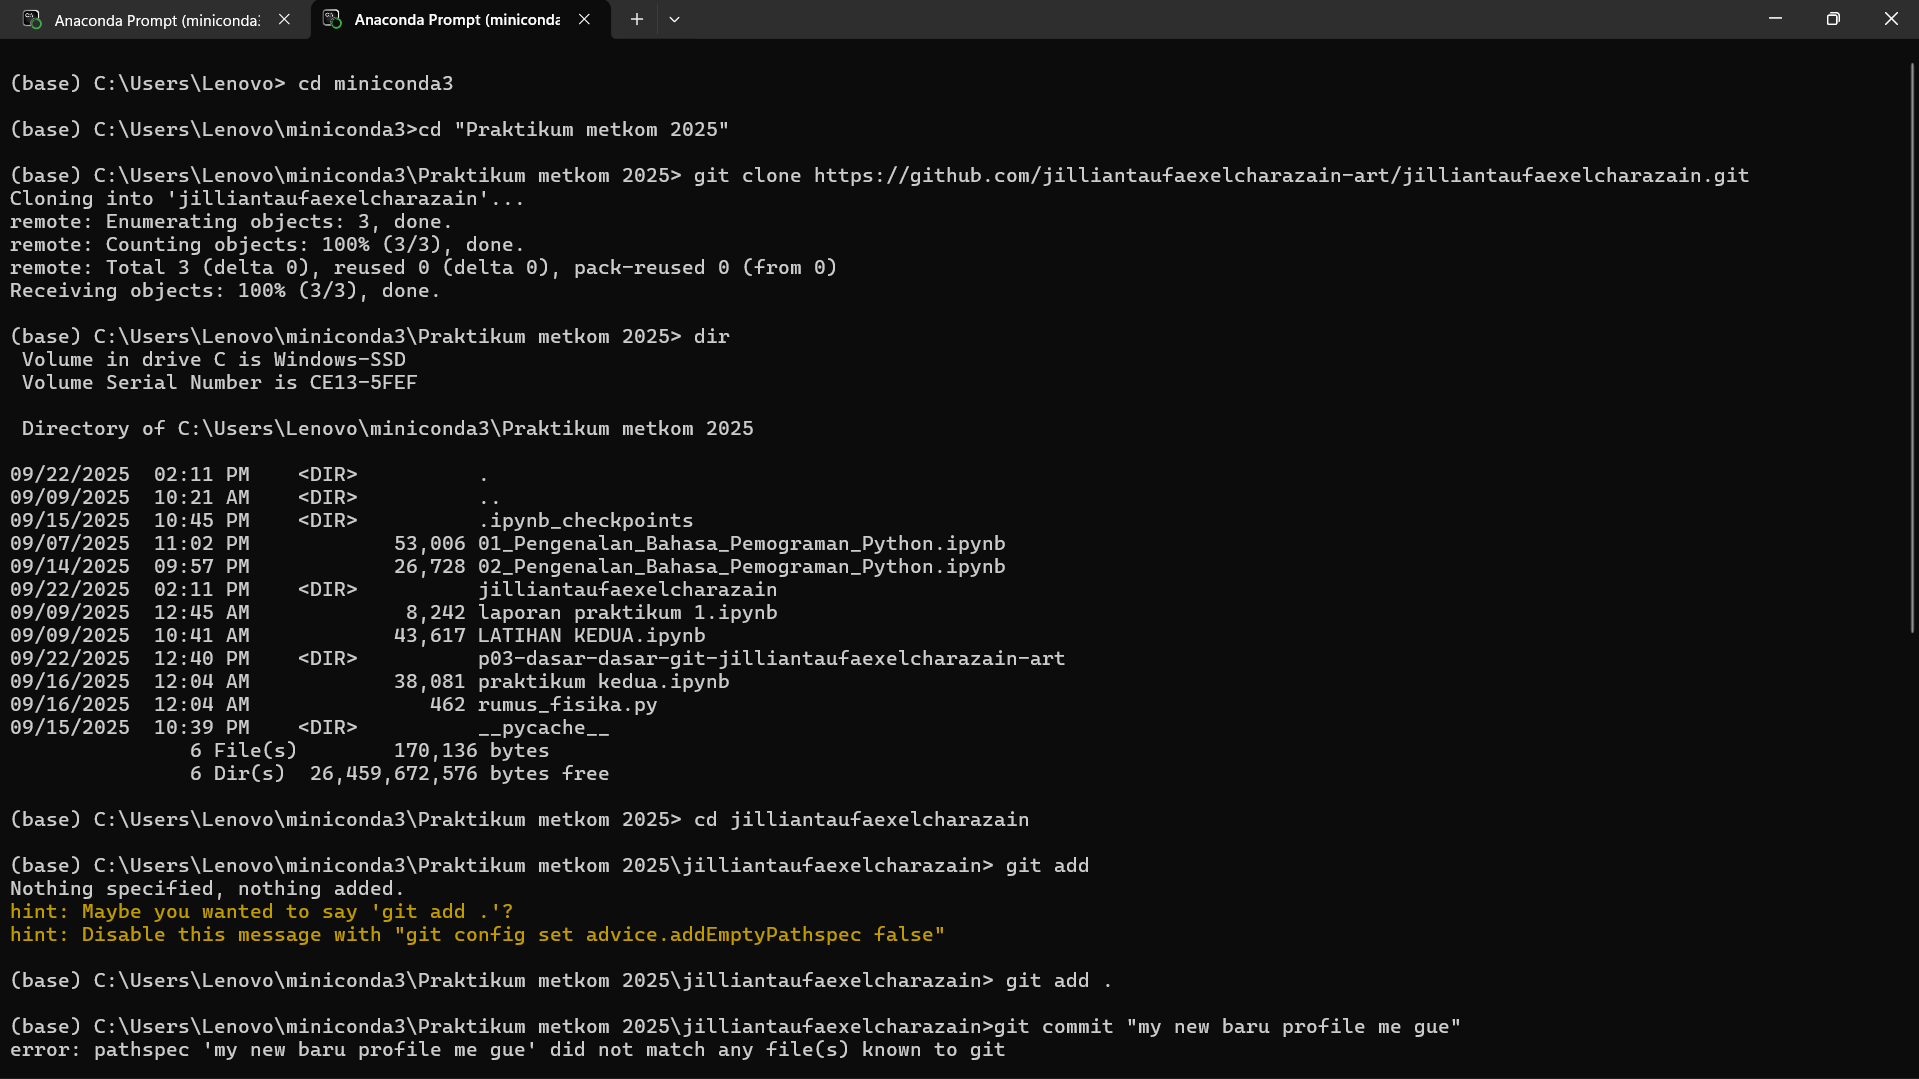 Anaconda Prompt (miniconda:
Anaconda Prompt (miniconda
(base) C:\Users\Lenovo> cd miniconda3
(base) C:\Users\Lenovo\miniconda3>cd "Praktikum metkom 2025"
(base) C:\Users\Lenovo\miniconda3\Praktikum metkom 2025> git clone https://github.com/jilliantaufaexelcharazain-art/jilliantaufaexelcharazain.git
Cloning into 'jilliantaufaexelcharazain'...
remote: Enumerating objects: 3, done.
remote: Counting objects: 100% (3/3), done.
remote: Total 3 (delta 0), reused 0 (delta 0), pack-reused 0 (from 0)
Receiving objects: 100% (3/3), done.
(base) C:\Users\Lenovo\miniconda3\Praktikum metkom 2025> dir
 Volume in drive C is Windows-SSD
 Volume Serial Number is CE13-5FEF
 Directory of C:\Users\Lenovo\miniconda3\Praktikum metkom 2025
09/22/2025  02:11 PM    <DIR>          .
09/09/2025  10:21 AM    <DIR>          ..
09/15/2025  10:45 PM    <DIR>          .ipynb_checkpoints
09/07/2025  11:02 PM            53,006 01_Pengenalan_Bahasa_Pemograman_Python.ipynb
09/14/2025  09:57 PM            26,728 02_Pengenalan_Bahasa_Pemograman_Python.ipynb
09/22/2025  02:11 PM    <DIR>          jilliantaufaexelcharazain
09/09/2025  12:45 AM             8,242 laporan praktikum 1.ipynb
09/09/2025  10:41 AM            43,617 LATIHAN KEDUA.ipynb
09/22/2025  12:40 PM    <DIR>          p03-dasar-dasar-git-jilliantaufaexelcharazain-art
09/16/2025  12:04 AM            38,081 praktikum kedua.ipynb
09/16/2025  12:04 AM               462 rumus_fisika.py
09/15/2025  10:39 PM    <DIR>          __pycache__
               6 File(s)        170,136 bytes
               6 Dir(s)  26,459,672,576 bytes free
(base) C:\Users\Lenovo\miniconda3\Praktikum metkom 2025> cd jilliantaufaexelcharazain
(base) C:\Users\Lenovo\miniconda3\Praktikum metkom 2025\jilliantaufaexelcharazain> git add
Nothing specified, nothing added.
hint: Maybe you wanted to say 'git add .'?
hint: Disable this message with "git config set advice.addEmptyPathspec false"
(base) C:\Users\Lenovo\miniconda3\Praktikum metkom 2025\jilliantaufaexelcharazain> git add .
(base) C:\Users\Lenovo\miniconda3\Praktikum metkom 2025\jilliantaufaexelcharazain>git commit "my new baru profile me gue"
error: pathspec 'my new baru profile me gue' did not match any file(s) known to git